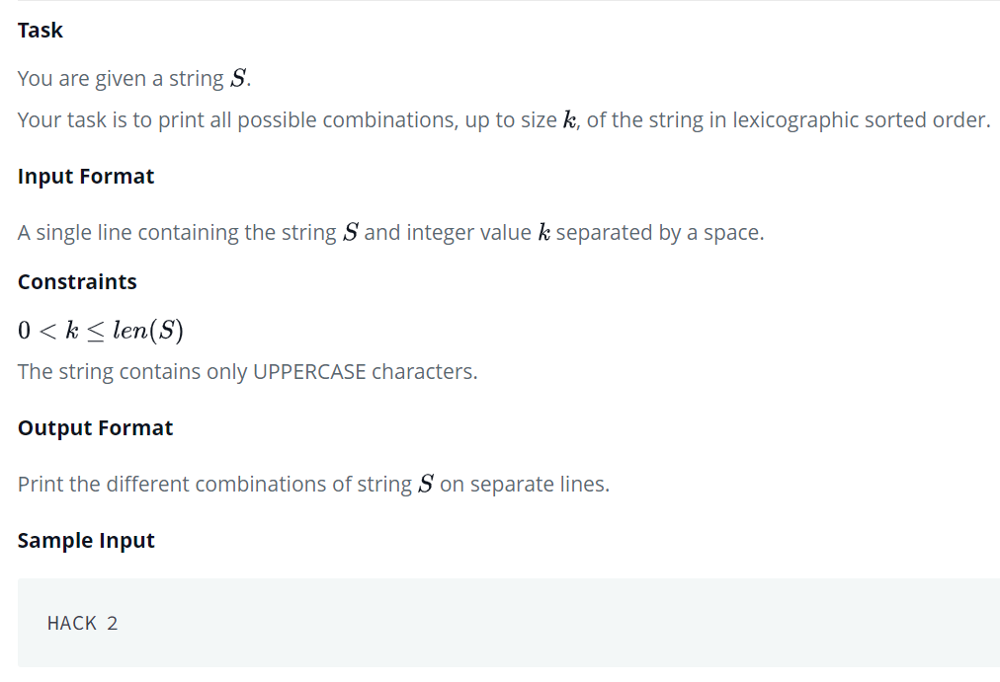 Task
You are given a string S.
Your task is to print all possible combinations, up to size k, of the string in lexicographic sorted order.
Input Format
A single line containing the string S and integer value k separated by a space.
Constraints
0 < k ≤ len(S)
The string contains only UPPERCASE characters.
Output Format
Print the different combinations of string S on separate lines.
Sample Input
HACK 2